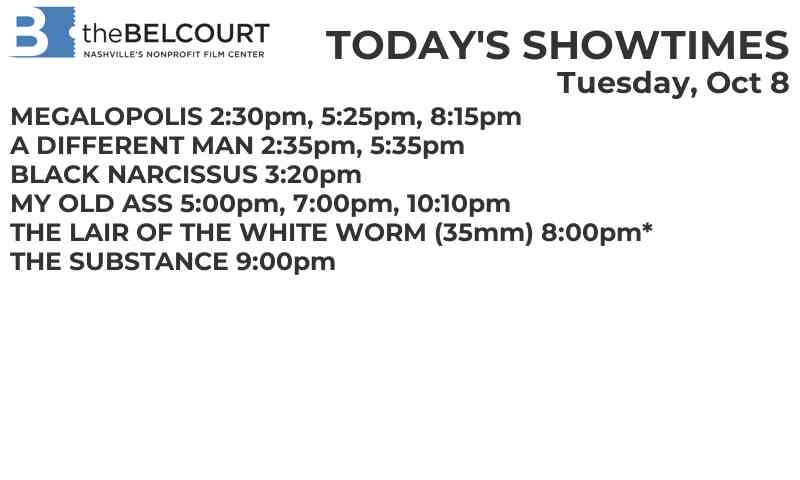 B theBELCOURT
NASHVILLE'S NONPROFIT FILM CENTER
TODAY'S SHOWTIMES
Tuesday, Oct 8
MEGALOPOLIS 2:30pm, 5:25pm, 8:15pm
A DIFFERENT MAN 2:35pm, 5:35pm
BLACK NARCISSUS 3:20pm
MY OLD ASS 5:00pm, 7:00pm, 10:10pm
THE LAIR OF THE WHITE WORM (35mm) 8:00pm*
THE SUBSTANCE 9:00pm